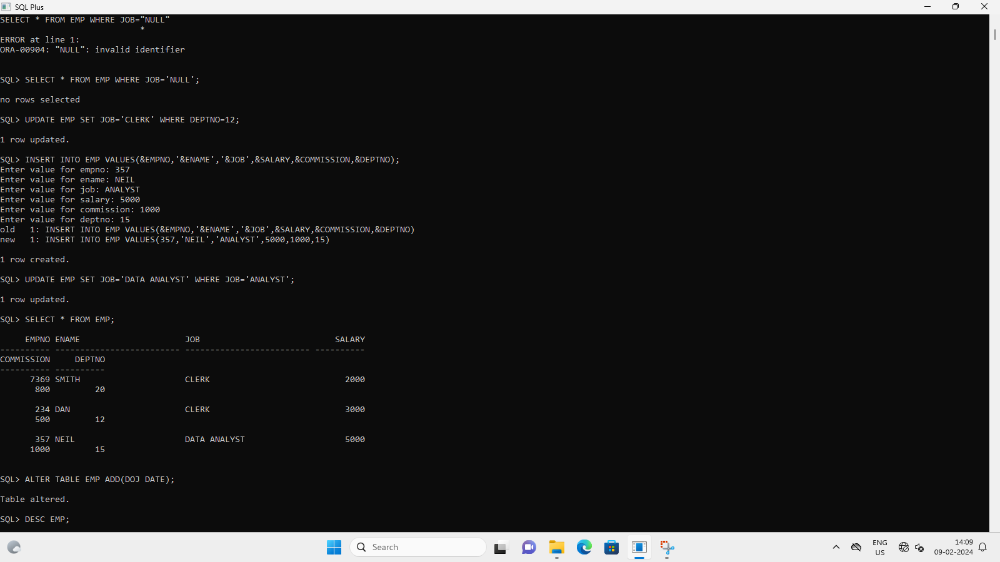 SQL Plus
SELECT * FROM EMP WHERE JOB="NULL"
                            *
ERROR at line 1:
ORA-00904: "NULL": invalid identifier
SQL> SELECT * FROM EMP WHERE JOB='NULL';
no rows selected
SQL> UPDATE EMP SET JOB='CLERK' WHERE DEPTNO=12;
1 row updated.
SQL> INSERT INTO EMP VALUES(&EMPNO,'&ENAME','&JOB',&SALARY,&COMMISSION,&DEPTNO);
Enter value for empno: 357
Enter value for ename: NEIL
Enter value for job: ANALYST
Enter value for salary: 5000
Enter value for commission: 1000
Enter value for deptno: 15
old   1: INSERT INTO EMP VALUES(&EMPNO,'&ENAME','&JOB',&SALARY,&COMMISSION,&DEPTNO)
new   1: INSERT INTO EMP VALUES(357,'NEIL','ANALYST',5000,1000,15)
1 row created.
SQL> UPDATE EMP SET JOB='DATA ANALYST' WHERE JOB='ANALYST';
1 row updated.
SQL> SELECT * FROM EMP;
     EMPNO ENAME                     JOB                           SALARY
---------- ------------------------- ------------------------- ----------
COMMISSION     DEPTNO
---------- ----------
      7369 SMITH                     CLERK                           2000
       800         20
       234 DAN                       CLERK                           3000
       500         12
       357 NEIL                      DATA ANALYST                    5000
      1000         15
SQL> ALTER TABLE EMP ADD(DOJ DATE);
Table altered.
SQL> DESC EMP;
Search
ENG
US
14:09
09-02-2024